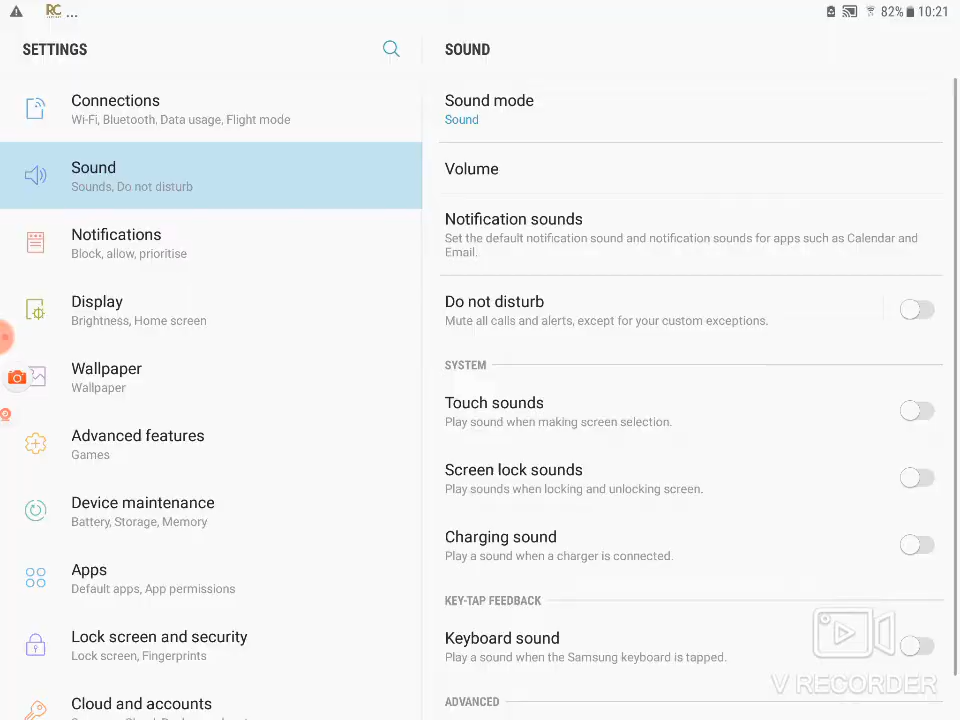 RC ...
82% 10:21
SETTINGS
Connections
Wi-Fi, Bluetooth, Data usage, Flight mode
Sound
Sounds, Do not disturb
Notifications
Block, allow, prioritise
Display
Brightness, Home screen
Wallpaper
Wallpaper
Advanced features
Games
Device maintenance
Battery, Storage, Memory
Apps
Default apps, App permissions
Lock screen and security
Lock screen, Fingerprints
Cloud and accounts
SOUND
Sound mode
Sound
Volume
Notification sounds
Set the default notification sound and notification sounds for apps such as Calendar and
Email.
Do not disturb
Mute all calls and alerts, except for your custom exceptions.
SYSTEM
Touch sounds
Play sound when making screen selection.
Screen lock sounds
Play sounds when locking and unlocking screen.
Charging sound
Play a sound when a charger is connected.
KEY-TAP FEEDBACK
Keyboard sound
Play a sound when the Samsung keyboard is tapped.
ADVANCED
V RECORDER